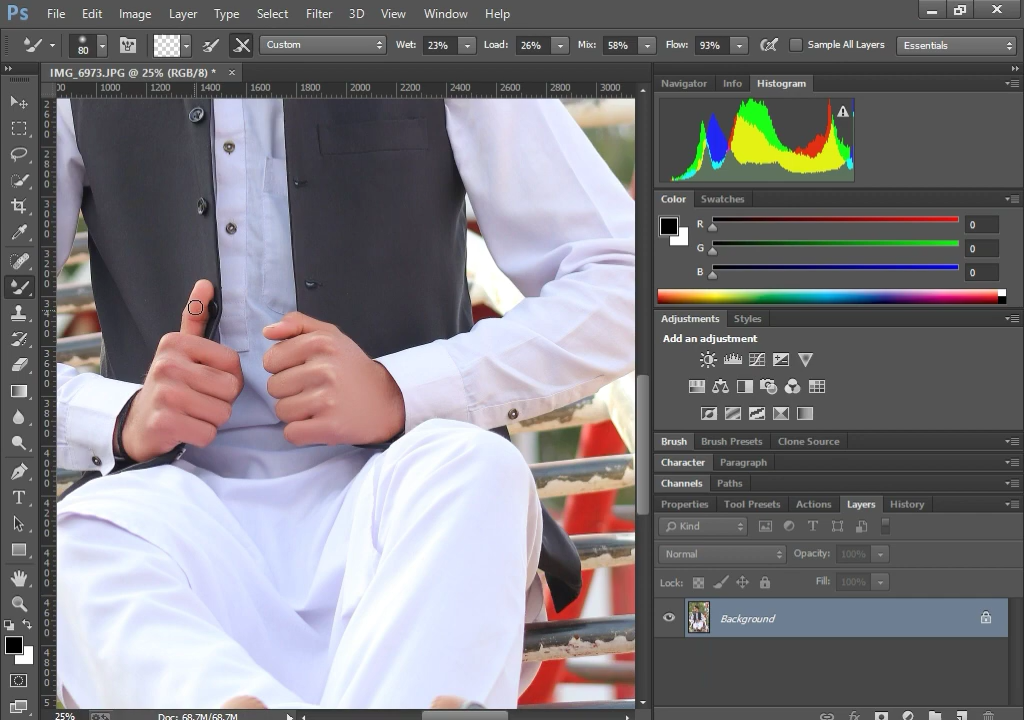 Ps File Edit Image Layer Type Select Filter 3D View Window Help
80 Custom Wet: 23% Load: 26% Mix: 58% Flow: 93% Sample All Layers Essentials
IMG_6973.JPG @ 25% (RGB/8) * ×
1000 1200 1400 1600 1800 2000 2200 2400 2600 2800 3000
Navigator Info Histogram
Color Swatches
R 0
G 0
B 0
Adjustments Styles
Add an adjustment
Brush Brush Presets Clone Source
Character Paragraph
Channels Paths
Properties Tool Presets Actions Layers History
Kind
Normal Opacity: 100%
Lock: Fill: 100%
Background
25% Doc: 68.7M/68.7M